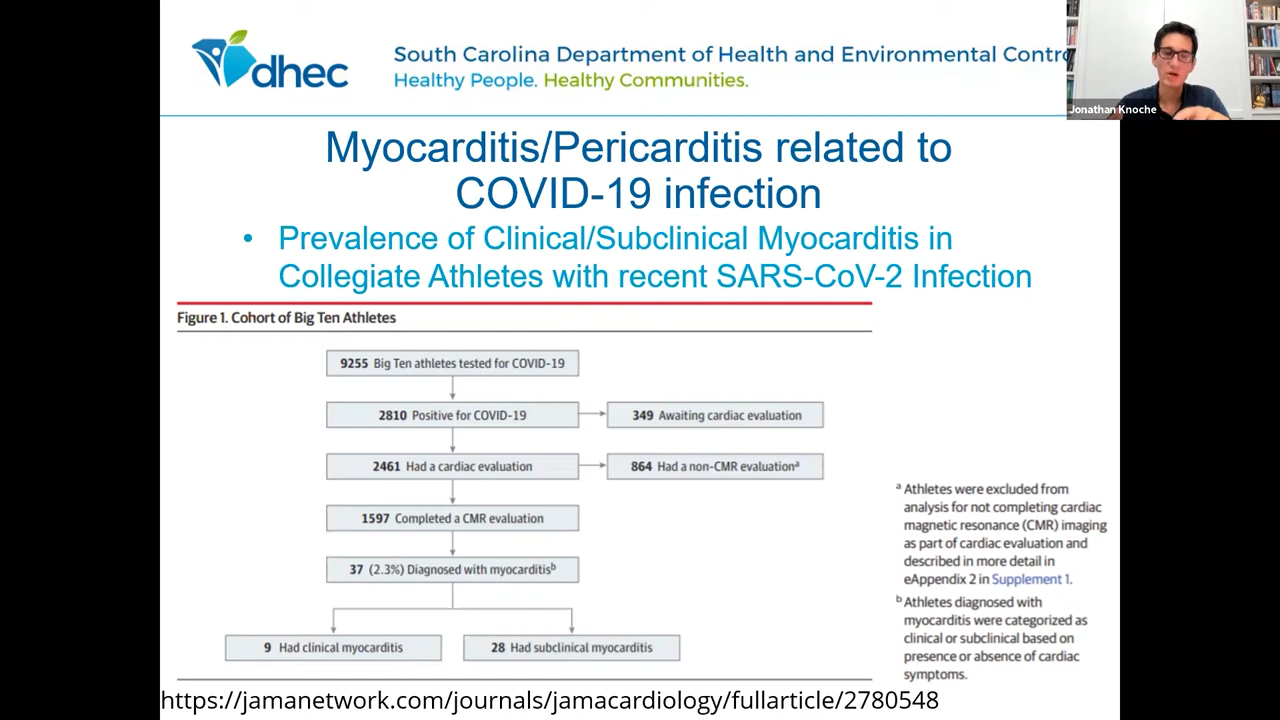 dhec
South Carolina Department of Health and Environmental Contro
Healthy People. Healthy Communities.
Jonathan Knoche
Myocarditis/Pericarditis related to
COVID-19 infection
• Prevalence of Clinical/Subclinical Myocarditis in
Collegiate Athletes with recent SARS-CoV-2 Infection
Figure 1. Cohort of Big Ten Athletes
9255 Big Ten athletes tested for COVID-19
2810 Positive for COVID-19
349 Awaiting cardiac evaluation
2461 Had a cardiac evaluation
864 Had a non-CMR evaluationᵃ
1597 Completed a CMR evaluation
37 (2.3%) Diagnosed with myocarditisᵇ
9 Had clinical myocarditis
28 Had subclinical myocarditis
ᵃ Athletes were excluded from
analysis for not completing cardiac
magnetic resonance (CMR) imaging
as part of cardiac evaluation and
described in more detail in
eAppendix 2 in Supplement 1.
ᵇ Athletes diagnosed with
myocarditis were categorized as
clinical or subclinical based on
presence or absence of cardiac
symptoms.
https://jamanetwork.com/journals/jamacardiology/fullarticle/2780548